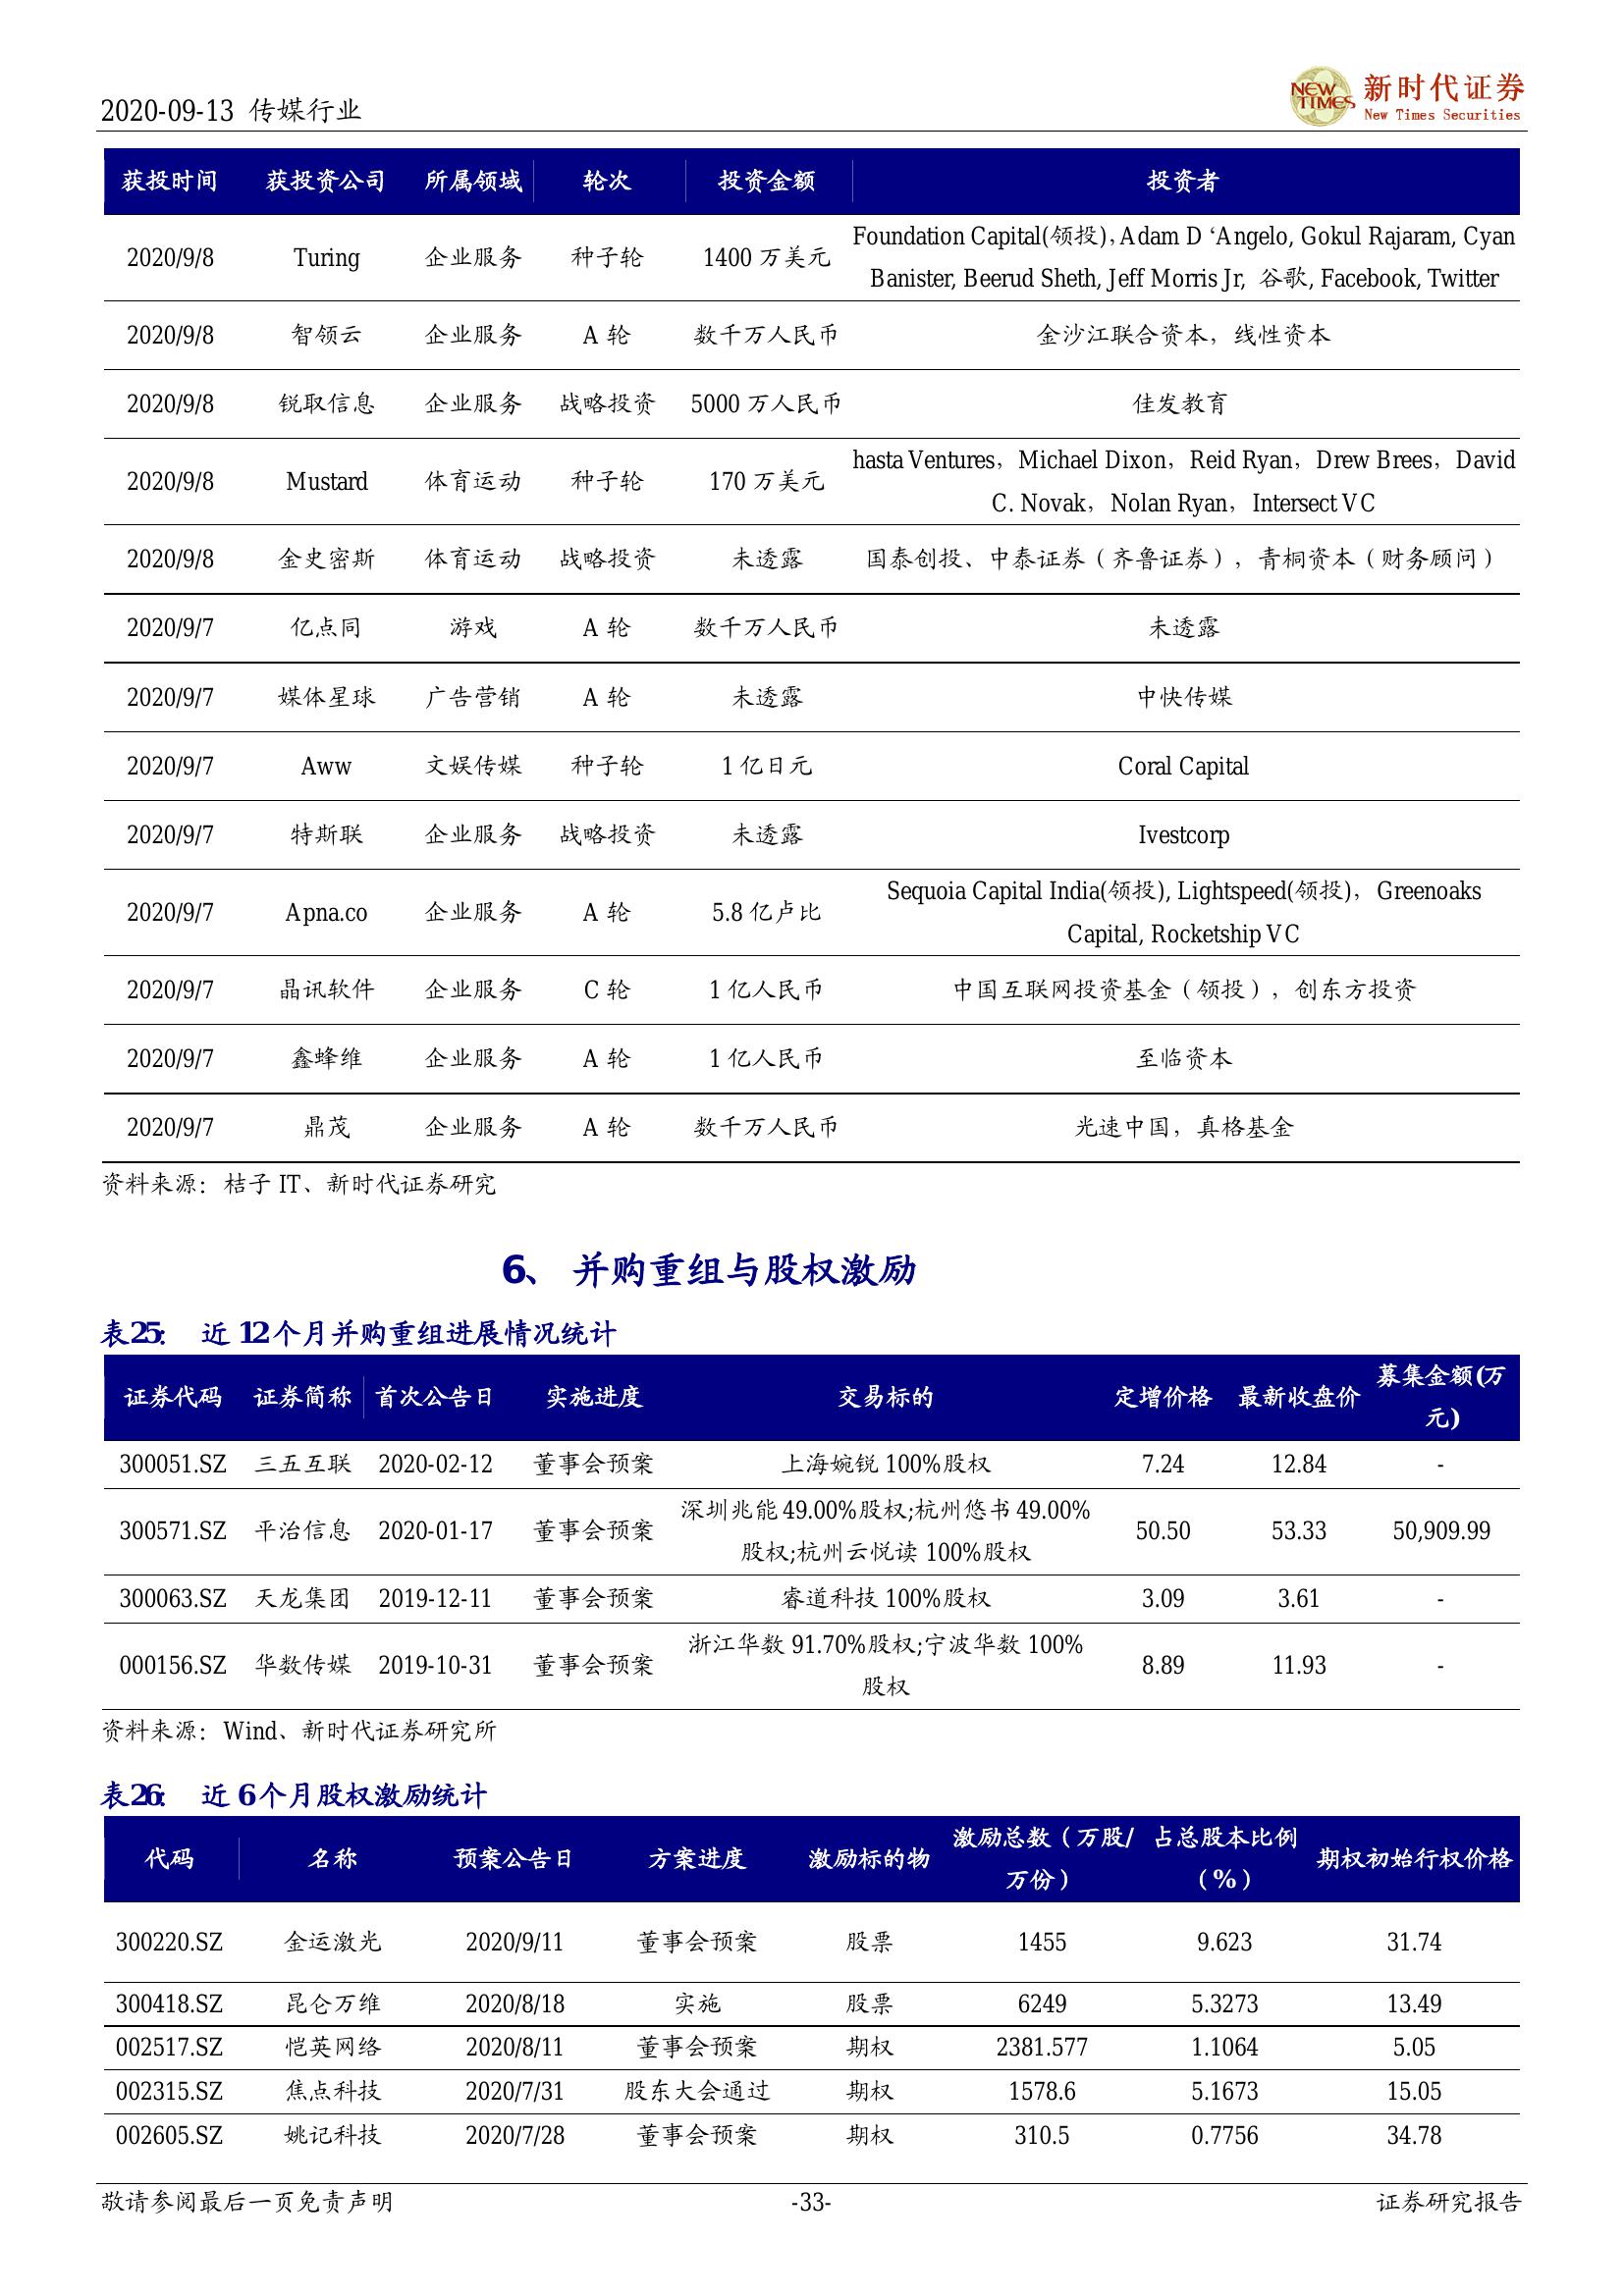 2020-09-13 传媒行业
NEW TIMES 新时代证券
New Times Securities
获投时间 获投资公司 所属领域 轮次 投资金额 投资者
2020/9/8 Turing 企业服务 种子轮 1400 万美元 Foundation Capital(领投), Adam D ‘Angelo, Gokul Rajaram, Cyan
Banister, Beerud Sheth, Jeff Morris Jr, 谷歌, Facebook, Twitter
2020/9/8 智领云 企业服务 A 轮 数千万人民币 金沙江联合资本，线性资本
2020/9/8 锐取信息 企业服务 战略投资 5000 万人民币 佳发教育
2020/9/8 Mustard 体育运动 种子轮 170 万美元 hasta Ventures，Michael Dixon，Reid Ryan，Drew Brees，David
C. Novak，Nolan Ryan，Intersect VC
2020/9/8 金史密斯 体育运动 战略投资 未透露 国泰创投、中泰证券（齐鲁证券），青桐资本（财务顾问）
2020/9/7 亿点同 游戏 A 轮 数千万人民币 未透露
2020/9/7 媒体星球 广告营销 A 轮 未透露 中快传媒
2020/9/7 Aww 文娱传媒 种子轮 1 亿日元 Coral Capital
2020/9/7 特斯联 企业服务 战略投资 未透露 Ivestcorp
2020/9/7 Apna.co 企业服务 A 轮 5.8 亿卢比 Sequoia Capital India(领投), Lightspeed(领投)，Greenoaks
Capital, Rocketship VC
2020/9/7 晶讯软件 企业服务 C 轮 1 亿人民币 中国互联网投资基金（领投），创东方投资
2020/9/7 鑫蜂维 企业服务 A 轮 1 亿人民币 至临资本
2020/9/7 鼎茂 企业服务 A 轮 数千万人民币 光速中国，真格基金
资料来源：桔子 IT、新时代证券研究
6、 并购重组与股权激励
表25： 近 12 个月并购重组进展情况统计
证券代码 证券简称 首次公告日 实施进度 交易标的 定增价格 最新收盘价 募集金额(万
元)
300051.SZ 三五互联 2020-02-12 董事会预案 上海婉锐 100%股权 7.24 12.84 -
300571.SZ 平治信息 2020-01-17 董事会预案 深圳兆能 49.00%股权;杭州悠书 49.00%
股权;杭州云悦读 100%股权 50.50 53.33 50,909.99
300063.SZ 天龙集团 2019-12-11 董事会预案 睿道科技 100%股权 3.09 3.61 -
000156.SZ 华数传媒 2019-10-31 董事会预案 浙江华数 91.70%股权;宁波华数 100%
股权 8.89 11.93 -
资料来源：Wind、新时代证券研究所
表26： 近 6 个月股权激励统计
代码 名称 预案公告日 方案进度 激励标的物 激励总数（万股/
万份） 占总股本比例
（%） 期权初始行权价格
300220.SZ 金运激光 2020/9/11 董事会预案 股票 1455 9.623 31.74
300418.SZ 昆仑万维 2020/8/18 实施 股票 6249 5.3273 13.49
002517.SZ 恺英网络 2020/8/11 董事会预案 期权 2381.577 1.1064 5.05
002315.SZ 焦点科技 2020/7/31 股东大会通过 期权 1578.6 5.1673 15.05
002605.SZ 姚记科技 2020/7/28 董事会预案 期权 310.5 0.7756 34.78
敬请参阅最后一页免责声明 -33- 证券研究报告